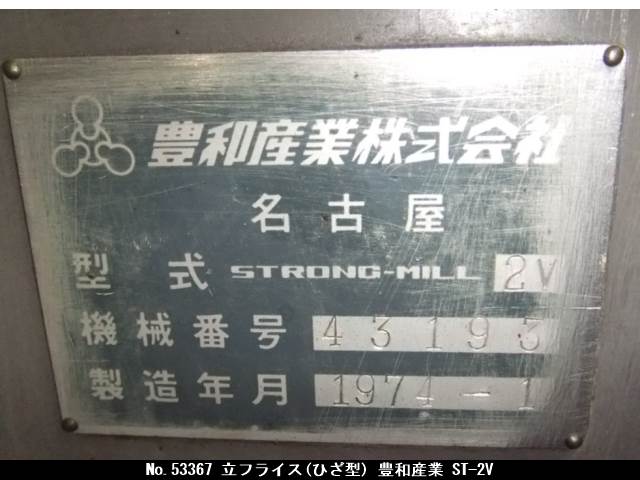 豊和産業株式会社
名古屋
型式 STRONG-MILL 2V
機械番号 43193
製造年月 1974-1
No.53367 立フライス(ひざ型) 豊和産業 ST-2V